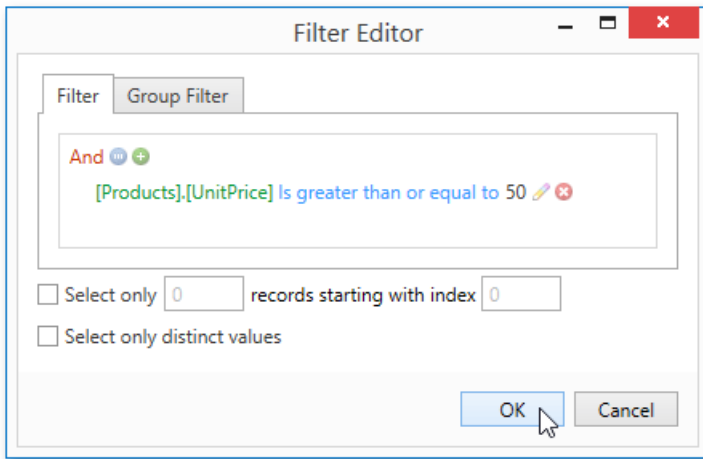 Filter Editor
Filter Group Filter
And
[Products].[UnitPrice] Is greater than or equal to 50
Select only 0 records starting with index 0
Select only distinct values
OK Cancel